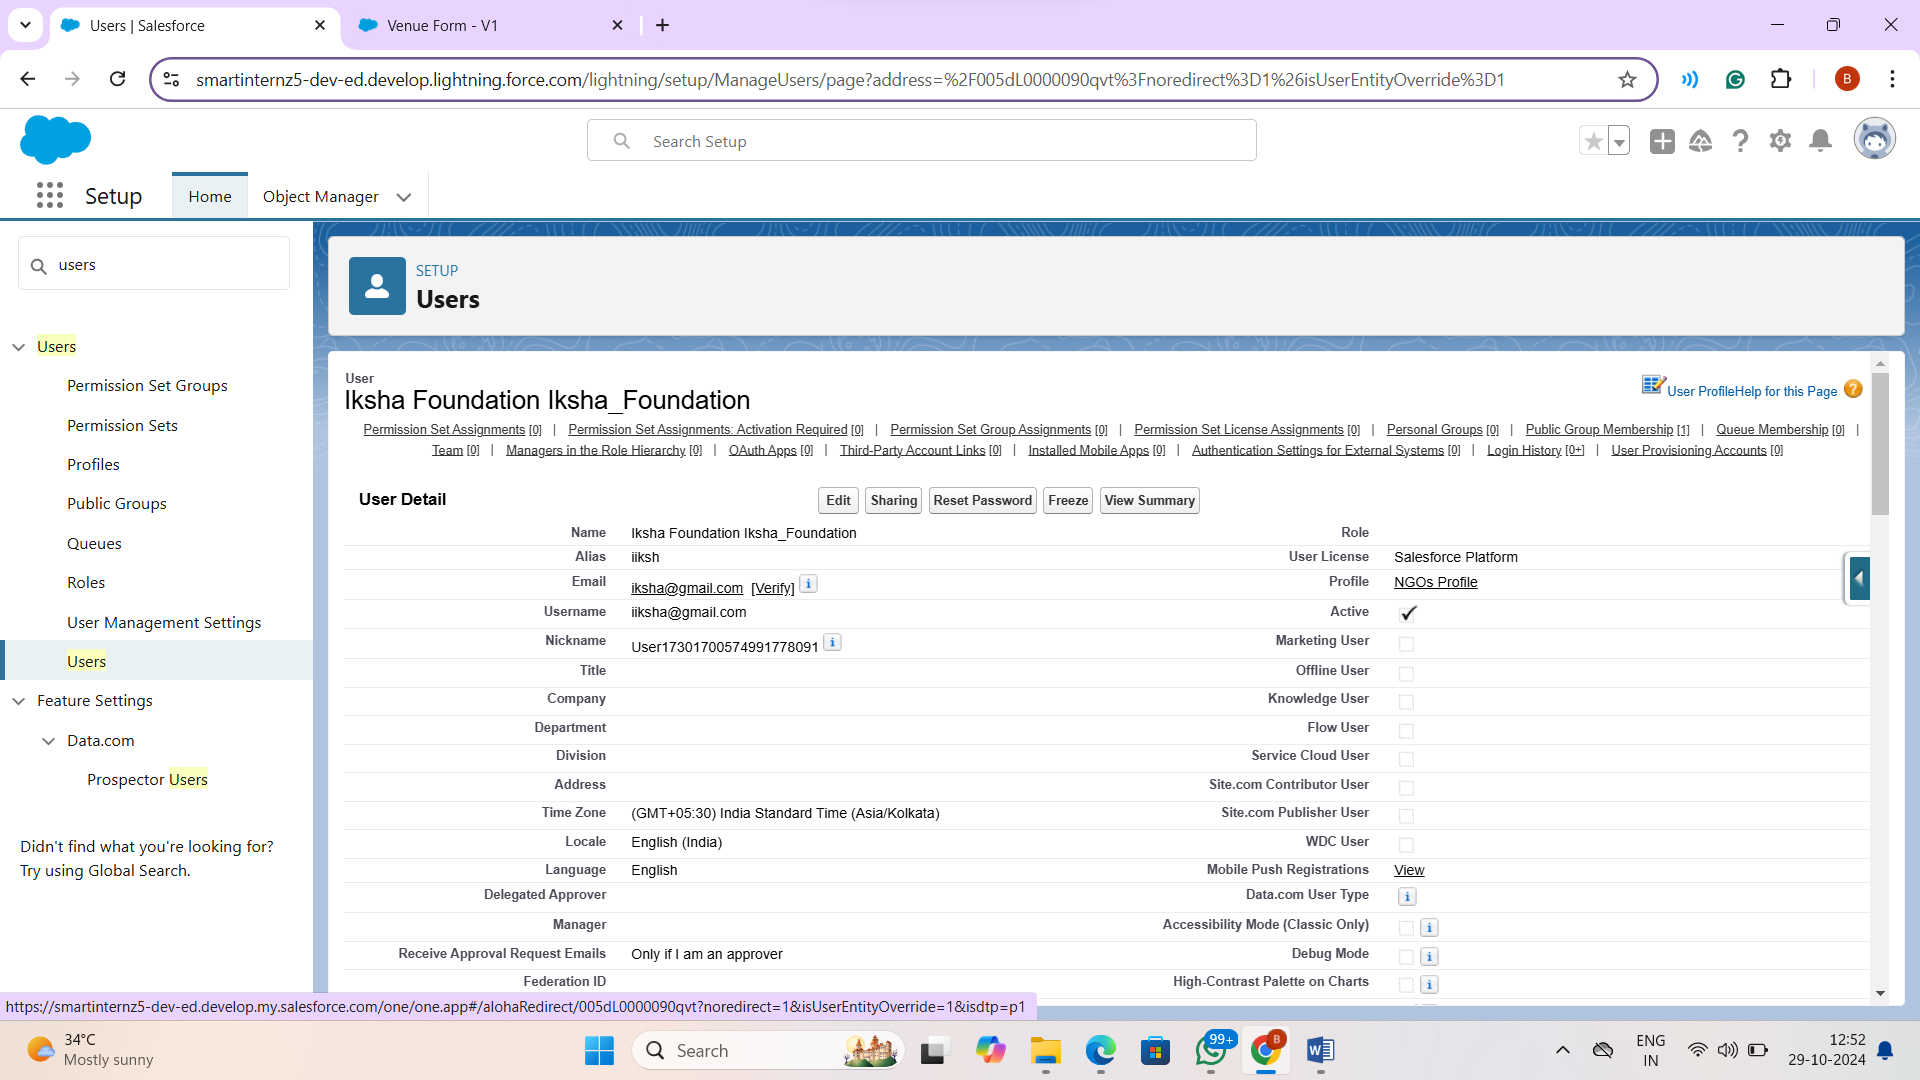 Users | Salesforce
Venue Form - V1
smartinternz5-dev-ed.develop.lightning.force.com/lightning/setup/ManageUsers/page?address=%2F005dL0000090qvt%3Fnoredirect%3D1%26isUserEntityOverride%3D1
B
Search Setup
Setup
Home
Object Manager
users
Users
Permission Set Groups
Permission Sets
Profiles
Public Groups
Queues
Roles
User Management Settings
Users
Feature Settings
Data.com
Prospector Users
Didn't find what you're looking for?
Try using Global Search.
SETUP
Users
User
Iksha Foundation Iksha_Foundation
User Profile Help for this Page ?
Permission Set Assignments [0] | Permission Set Assignments: Activation Required [0] | Permission Set Group Assignments [0] | Permission Set License Assignments [0] | Personal Groups [0] | Public Group Membership [1] | Queue Membership [0] |
Team [0] | Managers in the Role Hierarchy [0] | OAuth Apps [0] | Third-Party Account Links [0] | Installed Mobile Apps [0] | Authentication Settings for External Systems [0] | Login History [0+] | User Provisioning Accounts [0]
User Detail Edit Sharing Reset Password Freeze View Summary
Name Iksha Foundation Iksha_Foundation Role
Alias iiksh User License Salesforce Platform
Email iksha@gmail.com [Verify] i Profile NGOs Profile
Username iiksha@gmail.com Active
Nickname User17301700574991778091 i Marketing User
Title Offline User
Company Knowledge User
Department Flow User
Division Service Cloud User
Address Site.com Contributor User
Time Zone (GMT+05:30) India Standard Time (Asia/Kolkata) Site.com Publisher User
Locale English (India) WDC User
Language English Mobile Push Registrations View
Delegated Approver Data.com User Type i
Manager Accessibility Mode (Classic Only) i
Receive Approval Request Emails Only if I am an approver Debug Mode i
Federation ID High-Contrast Palette on Charts i
https://smartinternz5-dev-ed.develop.my.salesforce.com/one/one.app#/alohaRedirect/005dL0000090qvt?noredirect=1&isUserEntityOverride=1&isdtp=p1
34°C
Mostly sunny
Search
99+
B
ENG
IN
12:52
29-10-2024